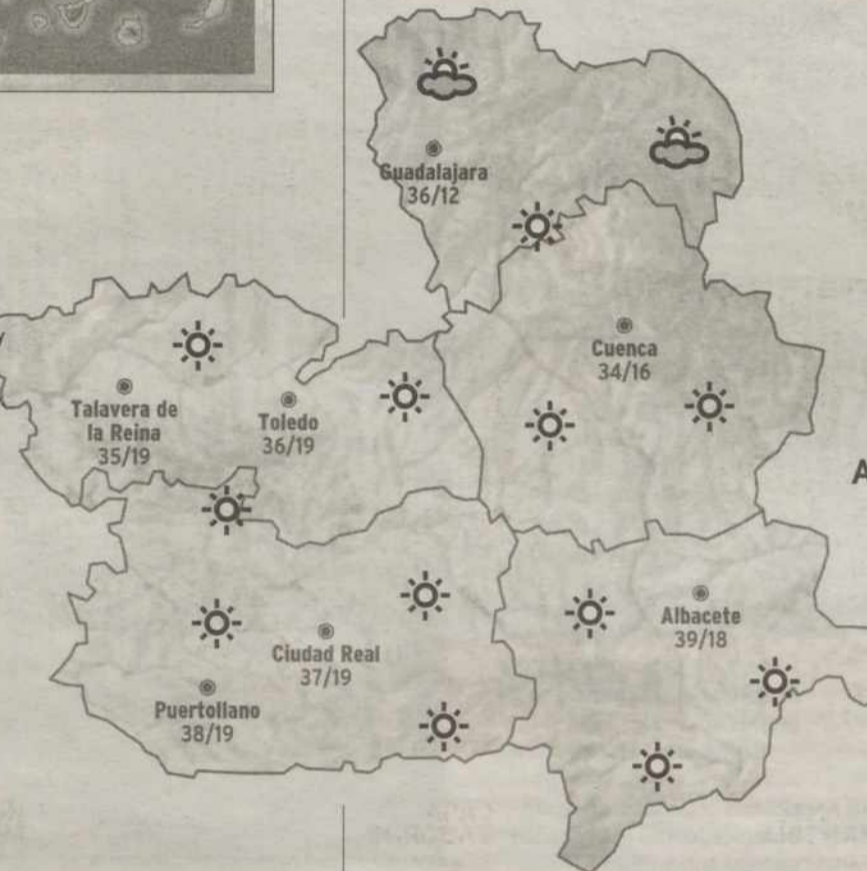 Guadalajara
36/12
Cuenca
34/16
Talavera de
la Reina
35/19
Toledo
36/19
A
Ciudad Real
37/19
Puertollano
38/19
Albacete
39/18